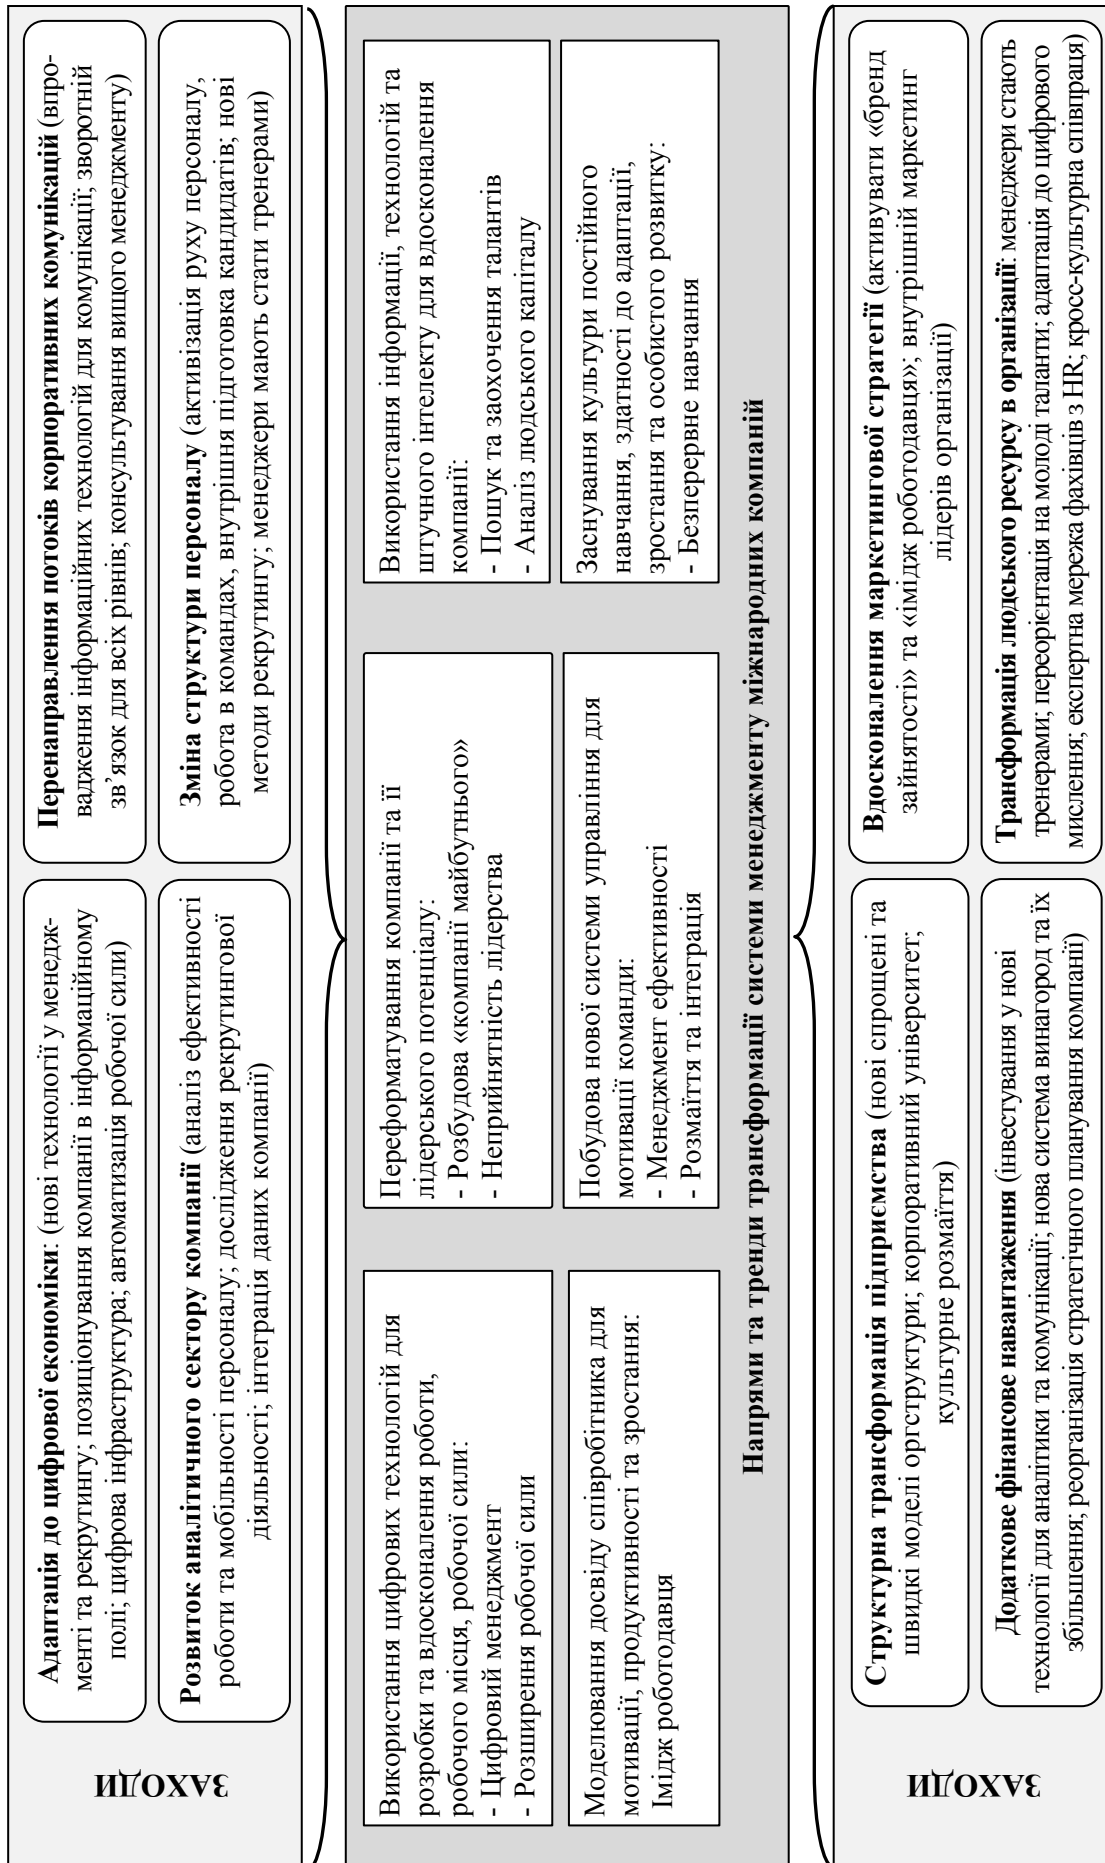 ЗАХОДИ
Адаптація до цифрової економіки: (нові технології у менедж-
менті та рекрутингу; позиціонування компанії в інформаційному
полі; цифрова інфраструктура; автоматизація робочої сили)
Перенаправлення потоків корпоративних комунікацій (впро-
вадження інформаційних технологій для комунікації; зворотній
зв’язок для всіх рівнів; консультування вищого менеджменту)
Розвиток аналітичного сектору компанії (аналіз ефективності
роботи та мобільності персоналу; дослідження рекрутингової
діяльності; інтеграція даних компанії)
Зміна структури персоналу (активізація руху персоналу,
робота в командах, внутрішня підготовка кандидатів; нові
методи рекрутингу; менеджери мають стати тренерами)
Використання цифрових технологій для
розробки та вдосконалення роботи,
робочого місця, робочої сили:
- Цифровий менеджмент
- Розширення робочої сили
Переформатування компанії та її
лідерського потенціалу:
- Розбудова «компанії майбутнього»
- Неприйнятність лідерства
Використання інформації, технологій та
штучного інтелекту для вдосконалення
компанії:
- Пошук та заохочення талантів
- Аналіз людського капіталу
Моделювання досвіду співробітника для
мотивації, продуктивності та зростання:
Імідж роботодавця
Побудова нової системи управління для
мотивації команди:
- Менеджмент ефективності
- Розмаїття та інтеграція
Заснування культури постійного
навчання, здатності до адаптації,
зростання та особистого розвитку:
- Безперервне навчання
Напрями та тренди трансформації системи менеджменту міжнародних компаній
ЗАХОДИ
Структурна трансформація підприємства (нові спрощені та
швидкі моделі оргструктури; корпоративний університет;
культурне розмаїття)
Вдосконалення маркетингової стратегії (активувати «бренд
зайнятості» та «імідж роботодавця»; внутрішній маркетинг
лідерів організації)
Додаткове фінансове навантаження (інвестування у нові
технології для аналітики та комунікації; нова система винагород та їх
збільшення; реорганізація стратегічного планування компанії)
Трансформація людського ресурсу в організації: менеджери стають
тренерами; переорієнтація на молоді таланти; адаптація до цифрового
мислення; експертна мережа фахівців з HR; кросс-культурна співпраця)